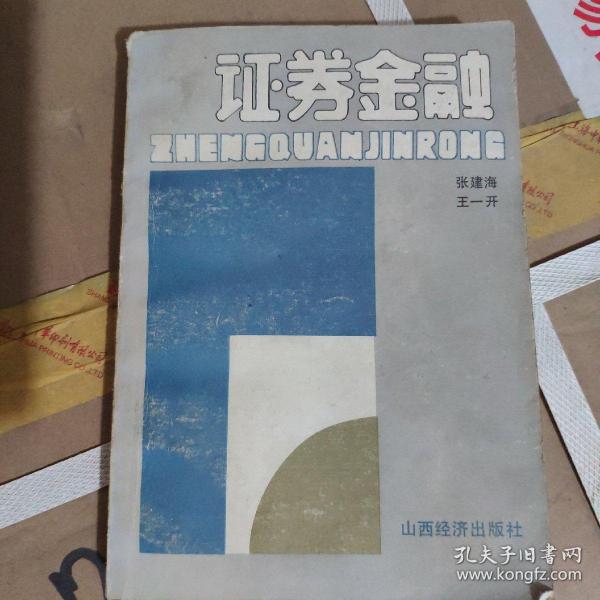 证券金融
ZHENGQUANJINRONG
张建海
王一开
山西经济出版社
孔夫子旧书网
www.kongfz.com